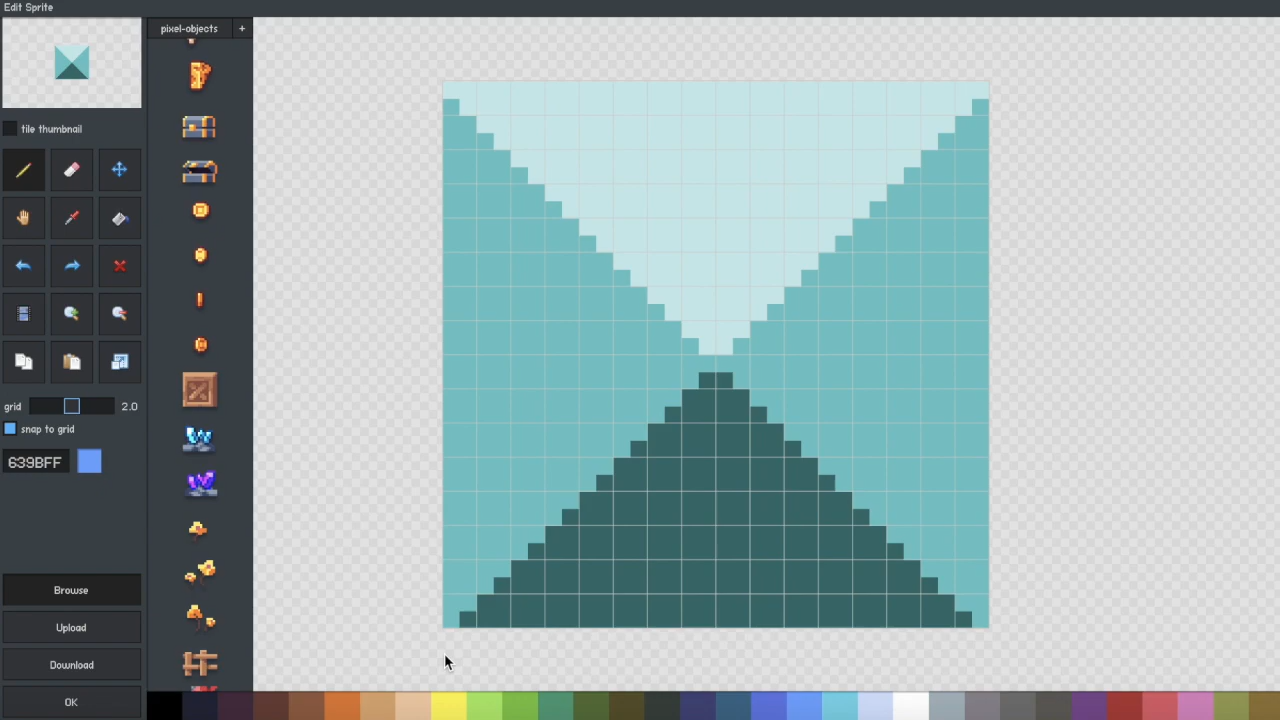 Edit Sprite
pixel-objects +
tile thumbnail
grid 2.0
snap to grid
639BFF
Browse
Upload
Download
OK